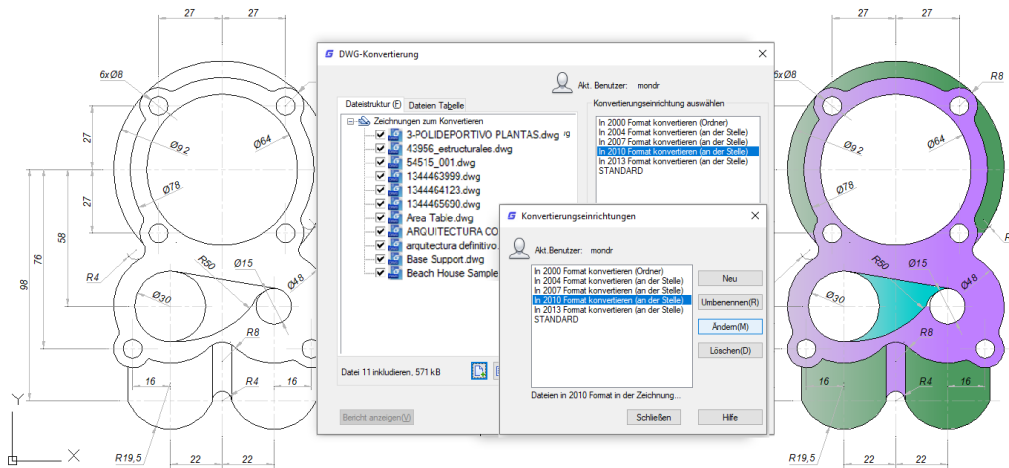 27
27
6xØ8
27
Ø92
Ø64
Ø78
27
58
76
98
R4
R50
Ø15
Ø48
Ø30
R8
16
R4
16
R19,5
22
22
Y
X
DWG-Konvertierung
Akt. Benutzer: mondr
Dateistruktur (F)
Dateien Tabelle
Zeichnungen zum Konvertieren
3-POLIDEPORTIVO PLANTAS.dwg
43956_estructurales.dwg
54515_001.dwg
1344463999.dwg
1344464123.dwg
1344465690.dwg
Area Table.dwg
ARQUITECTURA CO
arquitectura definitivo.
Base Support.dwg
Beach House Sample
Datei 11 inkludieren, 571 kB
Bericht anzeigen(V)
Konvertierungseinrichtung auswählen
In 2000 Format konvertieren (Ordner)
In 2004 Format konvertieren (an der Stelle)
In 2007 Format konvertieren (an der Stelle)
In 2010 Format konvertieren (an der Stelle)
In 2013 Format konvertieren (an der Stelle)
STANDARD
Konvertierungseinrichtungen
Akt.Benutzer: mondr
In 2000 Format konvertieren (Ordner)
In 2004 Format konvertieren (an der Stelle)
In 2007 Format konvertieren (an der Stelle)
In 2010 Format konvertieren (an der Stelle)
In 2013 Format konvertieren (an der Stelle)
STANDARD
Neu
Umbenennen(R)
Ändern(M)
Löschen(D)
Dateien in 2010 Format in der Zeichnung...
Schließen
Hilfe
27
27
6xØ8
R8
Ø92
Ø64
Ø78
R4
R50
Ø15
Ø48
Ø30
R8
16
R4
16
R19,5
22
22